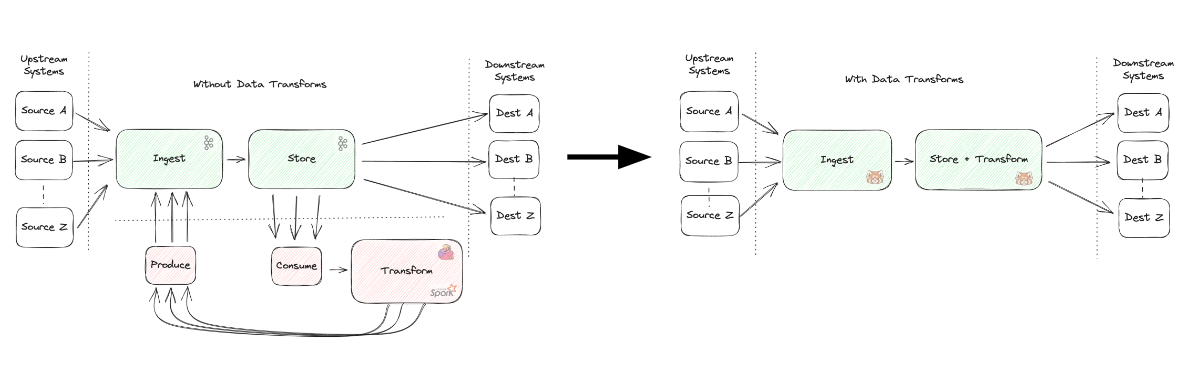 Upstream
Systems
Without Data Transforms
Downstream
Systems
Source A
Source B
Source Z
Ingest
Store
Dest A
Dest B
Dest Z
Produce
Consume
Transform
Spark
Upstream
Systems
With Data Transforms
Downstream
Systems
Source A
Source B
Source Z
Ingest
Store + Transform
Dest A
Dest B
Dest Z